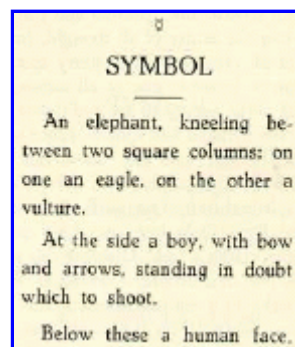 ☿
SYMBOL
An elephant, kneeling be-
tween two square columns: on
one an eagle, on the other a
vulture.
At the side a boy, with bow
and arrows, standing in doubt
which to shoot.
Below these a human face.